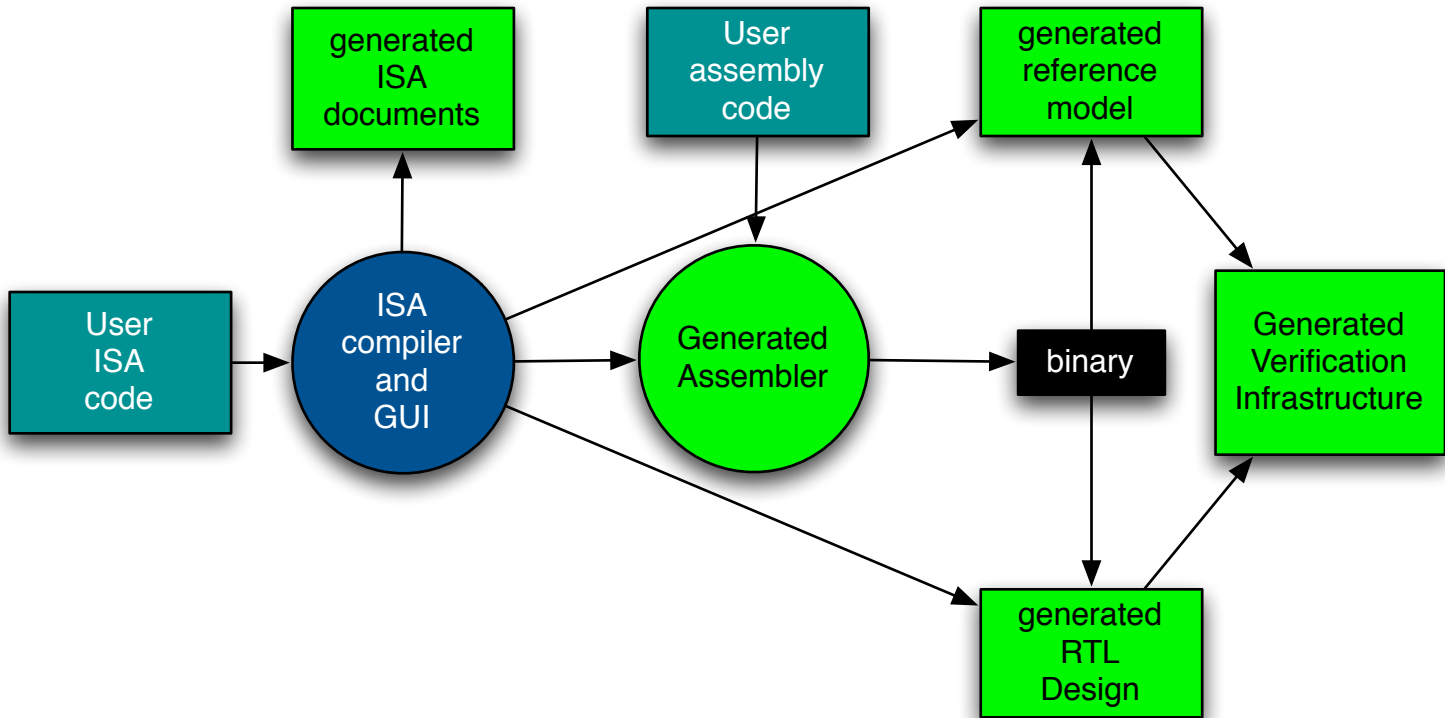 generated
ISA
documents
User
assembly
code
generated
reference
model
User
ISA
code
ISA
compiler
and
GUI
Generated
Assembler
binary
Generated
Verification
Infrastructure
generated
RTL
Design